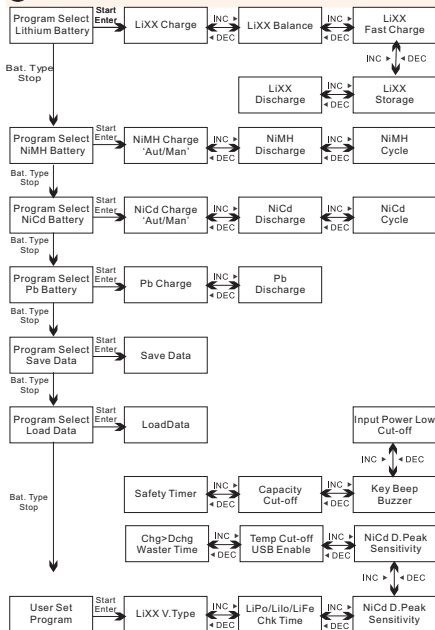 Program Select
Lithium Battery
Start
Enter
LiXX Charge
INC ►
◄ DEC
LiXX Balance
INC ►
◄ DEC
LiXX
Fast Charge
INC ►
◄ DEC
Bat. Type
Stop
LiXX
Discharge
INC ►
◄ DEC
LiXX
Storage
Program Select
NiMH Battery
Start
Enter
NiMH Charge
'Aut/Man'
INC ►
◄ DEC
NiMH
Discharge
INC ►
◄ DEC
NiMH
Cycle
Bat. Type
Stop
Program Select
NiCd Battery
Start
Enter
NiCd Charge
'Aut/Man'
INC ►
◄ DEC
NiCd
Discharge
INC ►
◄ DEC
NiCd
Cycle
Bat. Type
Stop
Program Select
Pb Battery
Start
Enter
Pb Charge
INC ►
◄ DEC
Pb
Discharge
Bat. Type
Stop
Program Select
Save Data
Start
Enter
Save Data
Bat. Type
Stop
Program Select
Load Data
Start
Enter
LoadData
Input Power Low
Cut-off
INC ►
◄ DEC
Bat. Type
Stop
Safety Timer
INC ►
◄ DEC
Capacity
Cut-off
INC ►
◄ DEC
Key Beep
Buzzer
Chg>Dchg
Waster Time
INC ►
◄ DEC
Temp Cut-off
USB Enable
INC ►
◄ DEC
NiCd D.Peak
Sensitivity
INC ►
◄ DEC
User Set
Program
Start
Enter
LiXX V.Type
INC ►
◄ DEC
LiPo/LiIo/LiFe
Chk Time
INC ►
◄ DEC
NiCd D.Peak
Sensitivity